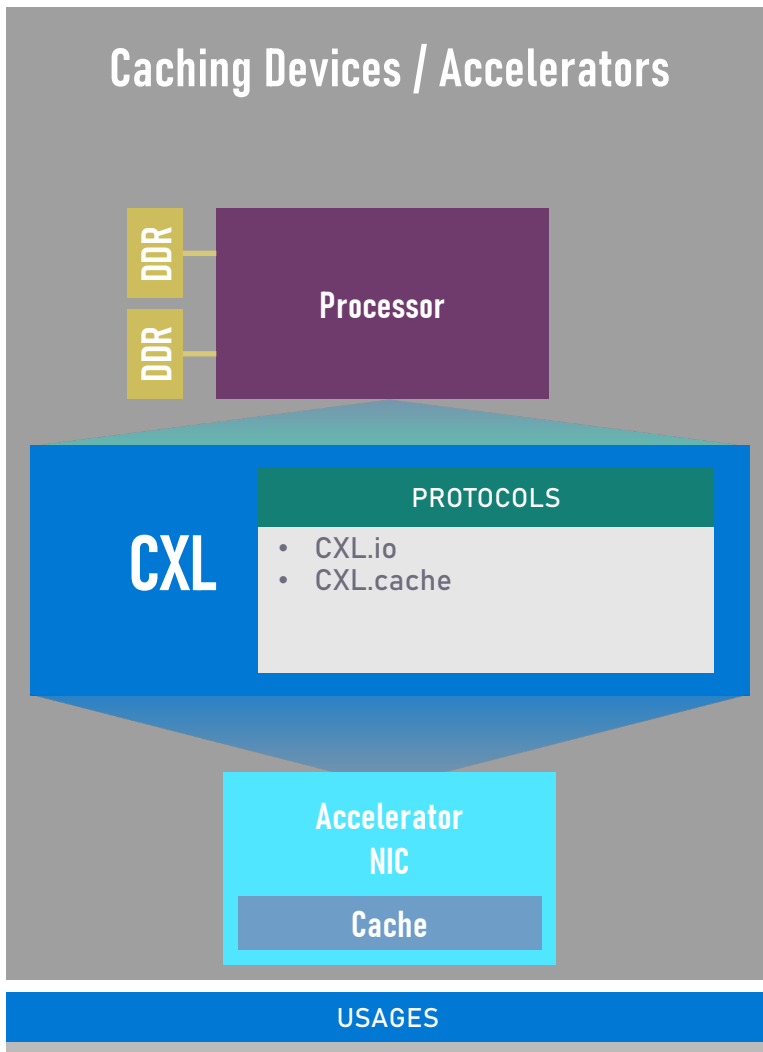 Caching Devices / Accelerators
DDR
Processor
DDR
PROTOCOLS
CXL
• CXL.io
• CXL.cache
Accelerator
NIC
Cache
USAGES